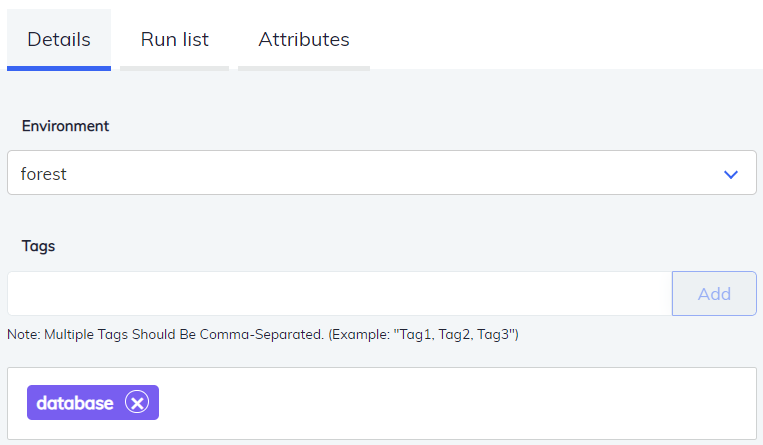 Details Run list Attributes
Environment
forest
Tags
Add
Note: Multiple Tags Should Be Comma-Separated. (Example: "Tag1, Tag2, Tag3")
database